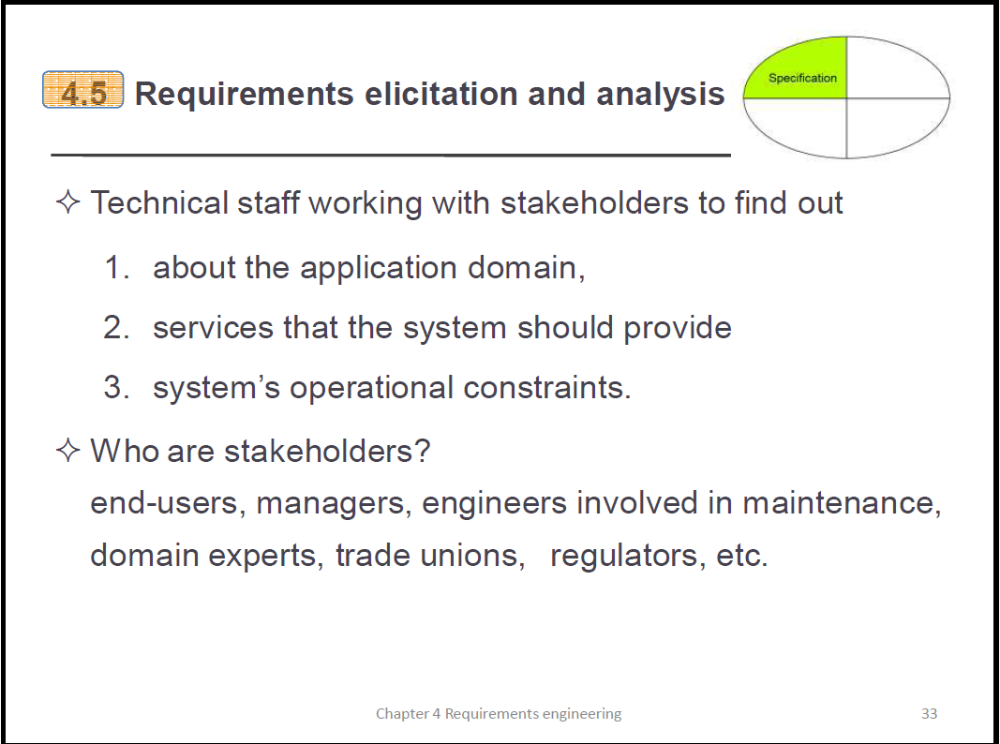 4.5 Requirements elicitation and analysis
Specification
✧ Technical staff working with stakeholders to find out
1. about the application domain,
2. services that the system should provide
3. system’s operational constraints.
✧ Who are stakeholders?
end-users, managers, engineers involved in maintenance,
domain experts, trade unions, regulators, etc.
Chapter 4 Requirements engineering
33